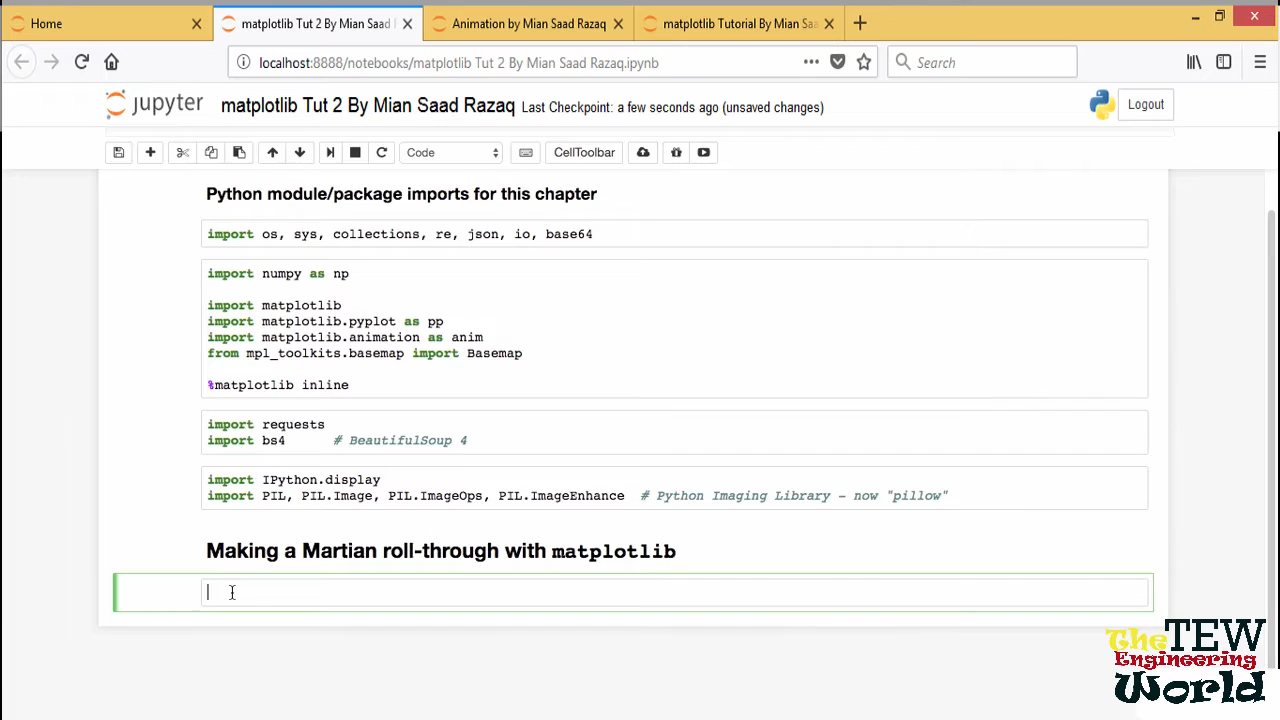 Home
matplotlib Tut 2 By Mian Saad
Animation by Mian Saad Razaq
matplotlib Tutorial By Mian Sa
localhost:8888/notebooks/matplotlib Tut 2 By Mian Saad Razaq.ipynb
Search
jupyter
matplotlib Tut 2 By Mian Saad Razaq Last Checkpoint: a few seconds ago (unsaved changes)
Logout
Code
CellToolbar
Python module/package imports for this chapter
import os, sys, collections, re, json, io, base64
import numpy as np
import matplotlib
import matplotlib.pyplot as pp
import matplotlib.animation as anim
from mpl_toolkits.basemap import Basemap
%matplotlib inline
import requests
import bs4 # BeautifulSoup 4
import IPython.display
import PIL, PIL.Image, PIL.ImageOps, PIL.ImageEnhance # Python Imaging Library - now "pillow"
Making a Martian roll-through with matplotlib
TheTEW
Engineering
World